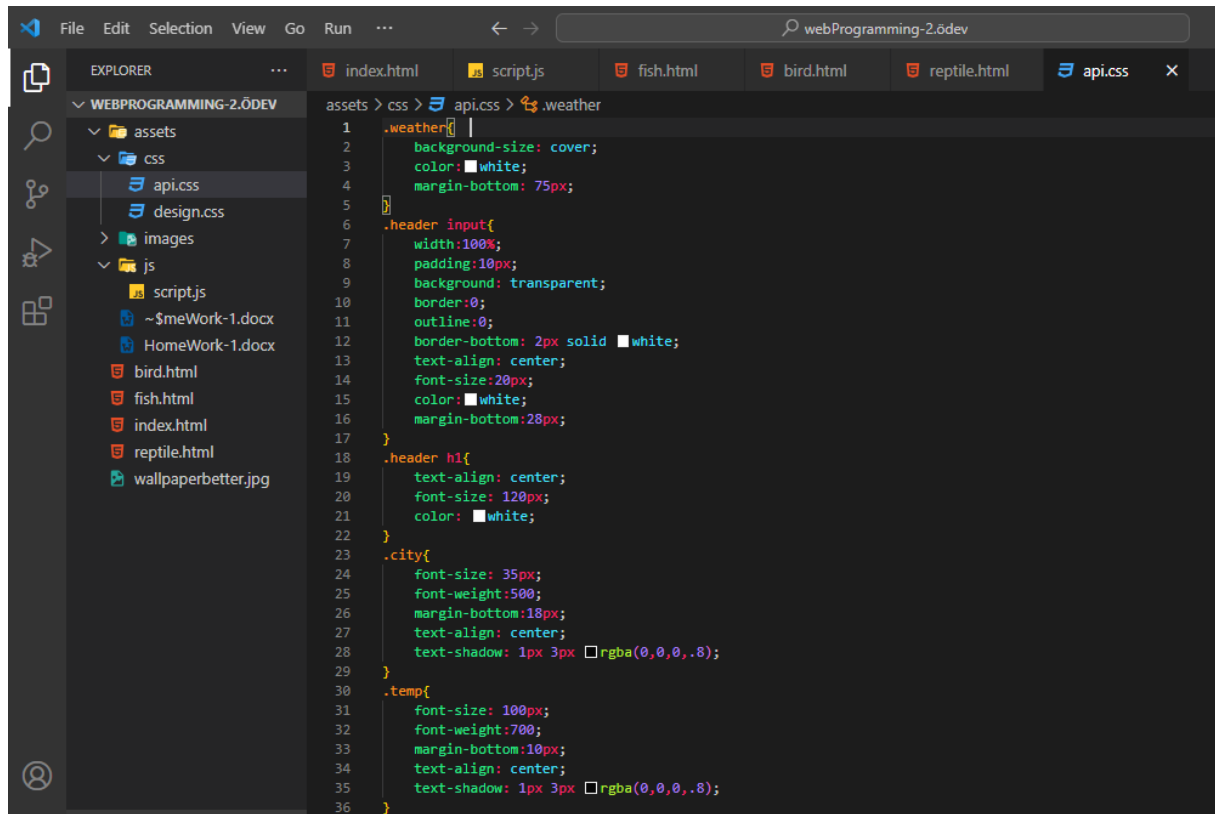 File Edit Selection View Go Run ··· ← → webProgramming-2.ödev
EXPLORER ···
index.html script.js fish.html bird.html reptile.html api.css ×
WEBPROGRAMMING-2.ÖDEV
assets
css
api.css
design.css
images
js
script.js
~$meWork-1.docx
HomeWork-1.docx
bird.html
fish.html
index.html
reptile.html
wallpaperbetter.jpg
assets > css > api.css > .weather
1 .weather{
2 background-size: cover;
3 color: white;
4 margin-bottom: 75px;
5 }
6 .header input{
7 width:100%;
8 padding:10px;
9 background: transparent;
10 border:0;
11 outline:0;
12 border-bottom: 2px solid white;
13 text-align: center;
14 font-size:20px;
15 color: white;
16 margin-bottom:28px;
17 }
18 .header h1{
19 text-align: center;
20 font-size: 120px;
21 color: white;
22 }
23 .city{
24 font-size: 35px;
25 font-weight:500;
26 margin-bottom:18px;
27 text-align: center;
28 text-shadow: 1px 3px rgba(0,0,0,.8);
29 }
30 .temp{
31 font-size: 100px;
32 font-weight:700;
33 margin-bottom:10px;
34 text-align: center;
35 text-shadow: 1px 3px rgba(0,0,0,.8);
36 }